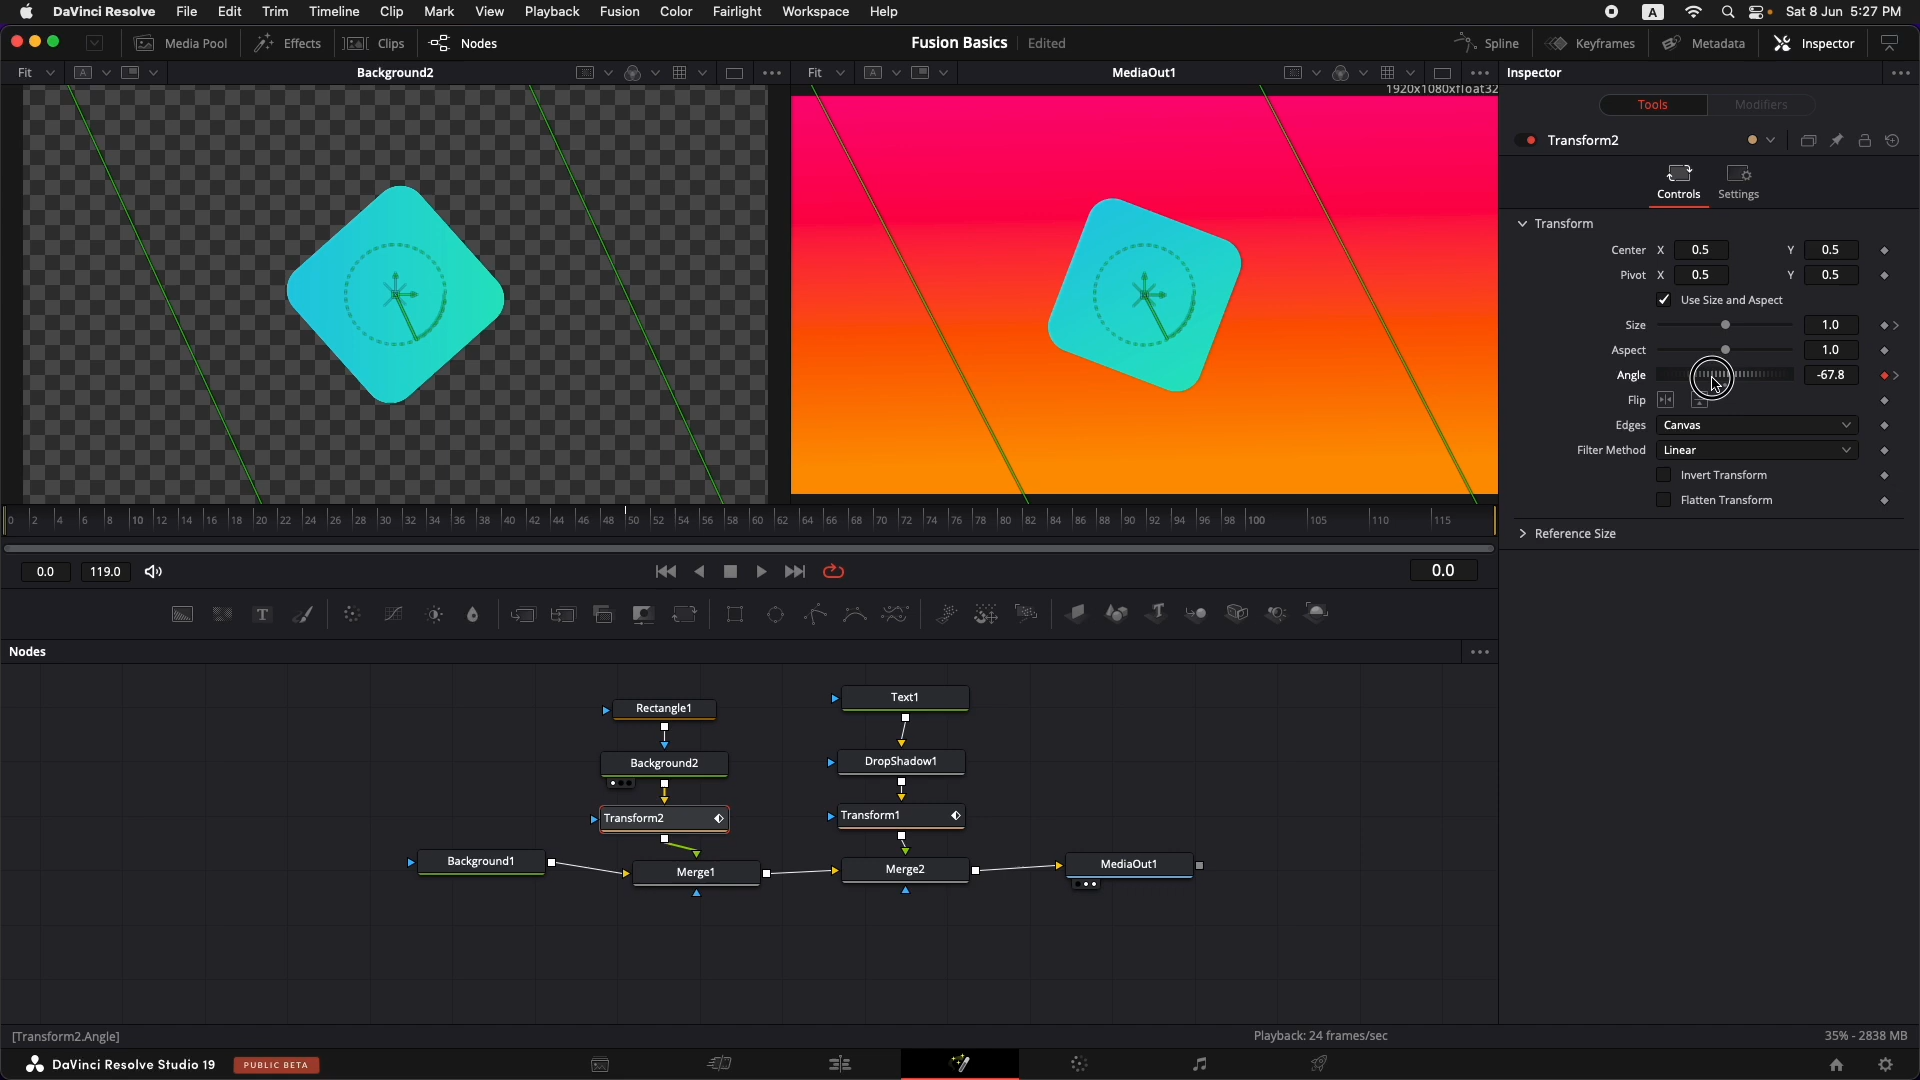 DaVinci Resolve File Edit Trim Timeline Clip Mark View Playback Fusion Color Fairlight Workspace Help A Sat 8 Jun 5:27 PM
Media Pool Effects Clips Nodes Fusion Basics Edited Spline Keyframes Metadata Inspector
Fit A Background2 Fit A MediaOut1 Inspector
1920x1080xfloat32
Tools Modifiers
Transform2
Controls Settings
Transform
Center X 0.5 Y 0.5
Pivot X 0.5 Y 0.5
Use Size and Aspect
Size 1.0
Aspect 1.0
Angle -67.8
Flip
Edges Canvas
Filter Method Linear
Invert Transform
Flatten Transform
Reference Size
0 2 4 6 8 10 12 14 16 18 20 22 24 26 28 30 32 34 36 38 40 42 44 46 48 50 52 54 56 58 60 62 64 66 68 70 72 74 76 78 80 82 84 86 88 90 92 94 96 98 100 105 110 115
0.0 119.0 0.0
T
Nodes
Text1
Rectangle1
DropShadow1
Background2
Transform1
Transform2
Background1
MediaOut1
Merge2
Merge1
[Transform2.Angle] Playback: 24 frames/sec 35% - 2838 MB
DaVinci Resolve Studio 19 PUBLIC BETA